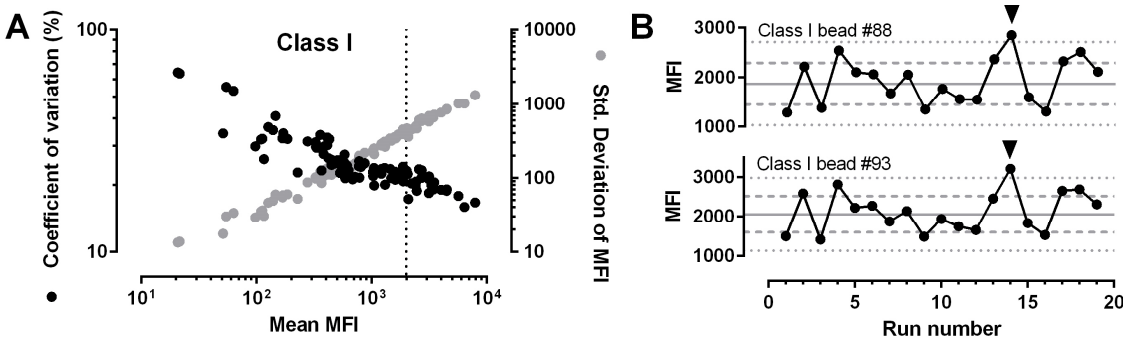 A
Coefficient of variation (%)
100
10
Class I
10000
1000
100
10
Std. Deviation of MFI
10¹
10²
10³
10⁴
Mean MFI
B
Class I bead #88
MFI
3000
2000
1000
Class I bead #93
MFI
3000
2000
1000
0
5
10
15
20
Run number